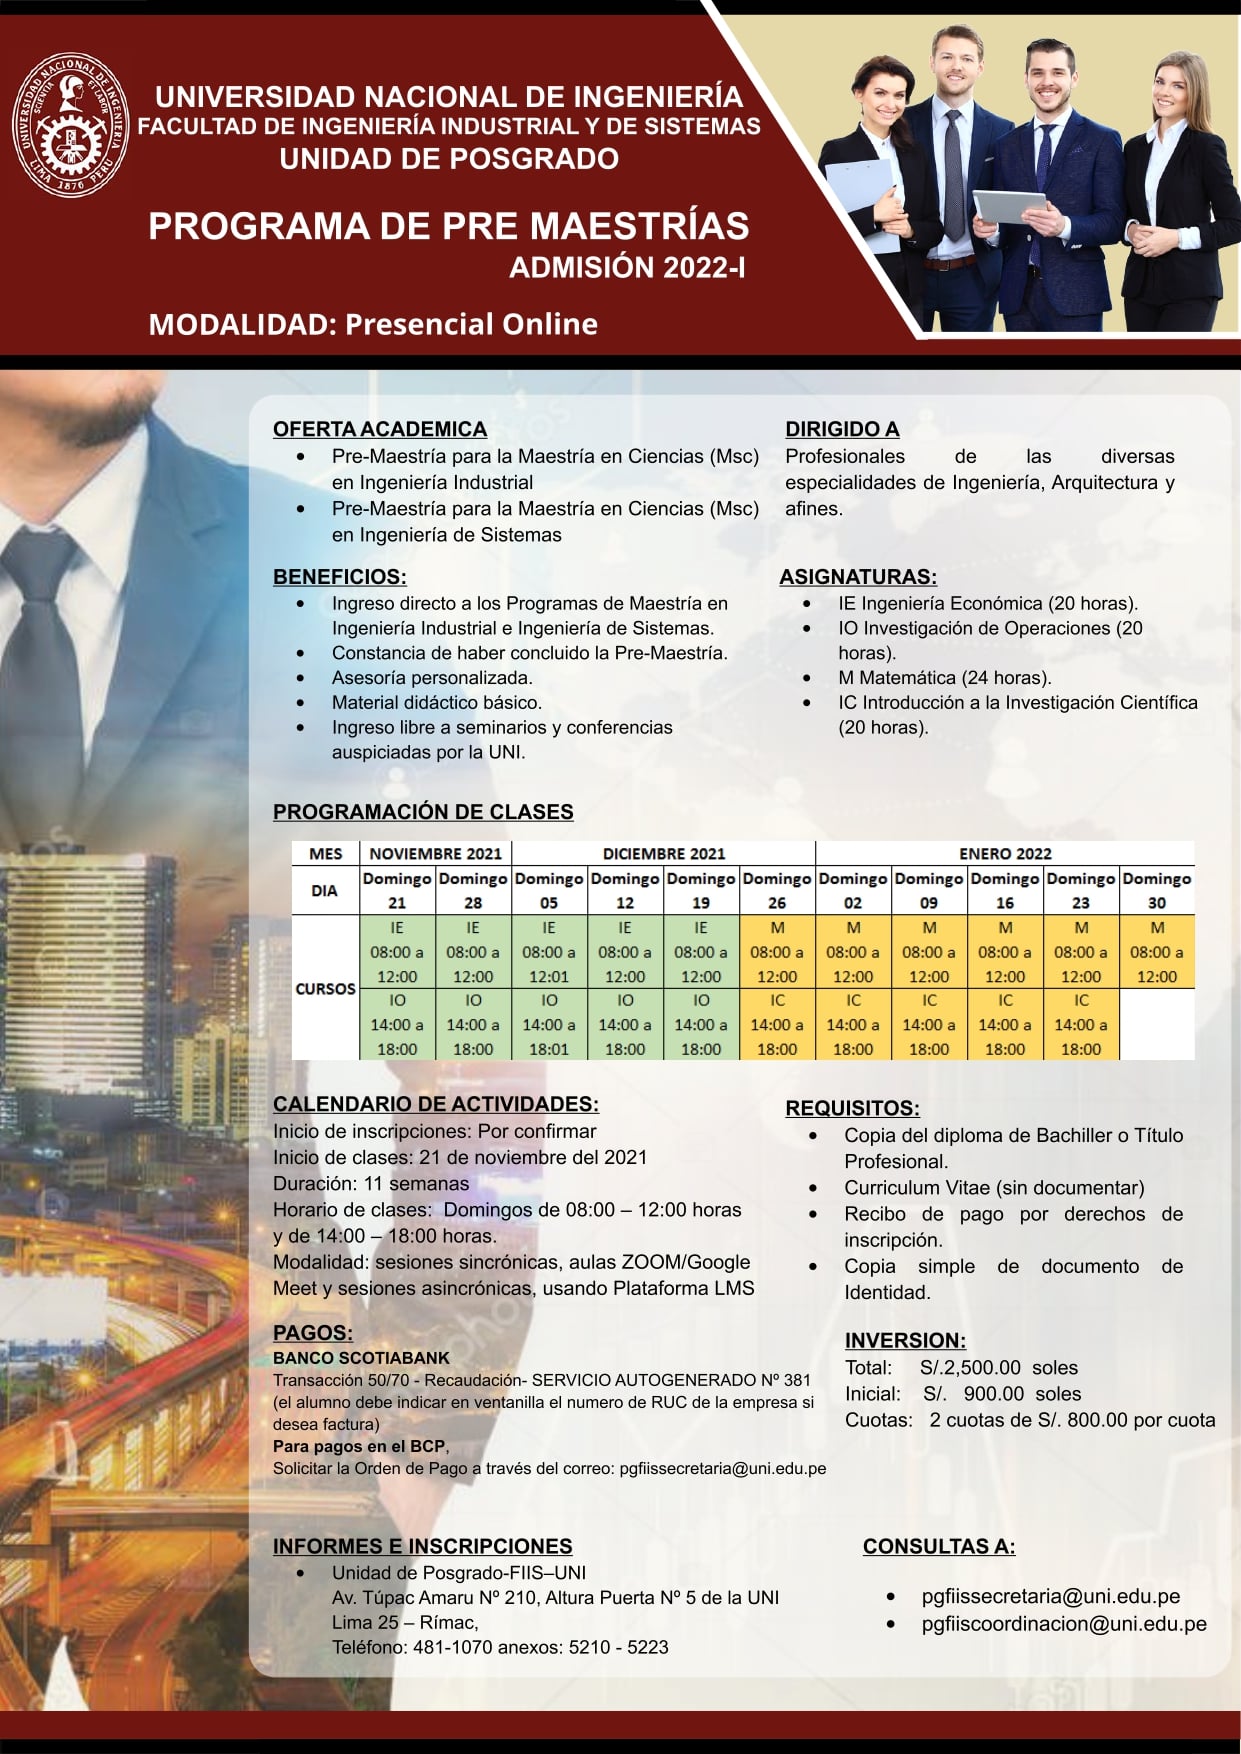 UNIVERSIDAD NACIONAL DE INGENIERIA
SCIENTIA ET LABOR
LIMA 1876 PERU
UNIVERSIDAD NACIONAL DE INGENIERÍA
FACULTAD DE INGENIERÍA INDUSTRIAL Y DE SISTEMAS
UNIDAD DE POSGRADO
PROGRAMA DE PRE MAESTRÍAS
ADMISIÓN 2022-I
MODALIDAD: Presencial Online
OFERTA ACADEMICA
• Pre-Maestría para la Maestría en Ciencias (Msc)
en Ingeniería Industrial
• Pre-Maestría para la Maestría en Ciencias (Msc)
en Ingeniería de Sistemas
DIRIGIDO A
Profesionales de las diversas
especialidades de Ingeniería, Arquitectura y
afines.
BENEFICIOS:
• Ingreso directo a los Programas de Maestría en
Ingeniería Industrial e Ingeniería de Sistemas.
• Constancia de haber concluido la Pre-Maestría.
• Asesoría personalizada.
• Material didáctico básico.
• Ingreso libre a seminarios y conferencias
auspiciadas por la UNI.
ASIGNATURAS:
• IE Ingeniería Económica (20 horas).
• IO Investigación de Operaciones (20
horas).
• M Matemática (24 horas).
• IC Introducción a la Investigación Científica
(20 horas).
PROGRAMACIÓN DE CLASES
MES NOVIEMBRE 2021 DICIEMBRE 2021 ENERO 2022
DIA
Domingo Domingo Domingo Domingo Domingo Domingo Domingo Domingo Domingo Domingo Domingo
21 28 05 12 19 26 02 09 16 23 30
CURSOS
IE IE IE IE IE M M M M M M
08:00 a 08:00 a 08:00 a 08:00 a 08:00 a 08:00 a 08:00 a 08:00 a 08:00 a 08:00 a 08:00 a
12:00 12:00 12:01 12:00 12:00 12:00 12:00 12:00 12:00 12:00 12:00
IO IO IO IO IO IC IC IC IC IC
14:00 a 14:00 a 14:00 a 14:00 a 14:00 a 14:00 a 14:00 a 14:00 a 14:00 a 14:00 a
18:00 18:00 18:01 18:00 18:00 18:00 18:00 18:00 18:00 18:00
CALENDARIO DE ACTIVIDADES:
Inicio de inscripciones: Por confirmar
Inicio de clases: 21 de noviembre del 2021
Duración: 11 semanas
Horario de clases: Domingos de 08:00 – 12:00 horas
y de 14:00 – 18:00 horas.
Modalidad: sesiones sincrónicas, aulas ZOOM/Google
Meet y sesiones asincrónicas, usando Plataforma LMS
REQUISITOS:
• Copia del diploma de Bachiller o Título
Profesional.
• Curriculum Vitae (sin documentar)
• Recibo de pago por derechos de
inscripción.
• Copia simple de documento de
Identidad.
PAGOS:
BANCO SCOTIABANK
Transacción 50/70 - Recaudación- SERVICIO AUTOGENERADO Nº 381
(el alumno debe indicar en ventanilla el numero de RUC de la empresa si
desea factura)
Para pagos en el BCP,
Solicitar la Orden de Pago a través del correo: pgfiissecretaria@uni.edu.pe
INVERSION:
Total: S/.2,500.00 soles
Inicial: S/. 900.00 soles
Cuotas: 2 cuotas de S/. 800.00 por cuota
INFORMES E INSCRIPCIONES
• Unidad de Posgrado-FIIS–UNI
Av. Túpac Amaru Nº 210, Altura Puerta Nº 5 de la UNI
Lima 25 – Rímac,
Teléfono: 481-1070 anexos: 5210 - 5223
CONSULTAS A:
• pgfiissecretaria@uni.edu.pe
• pgfiiscoordinacion@uni.edu.pe